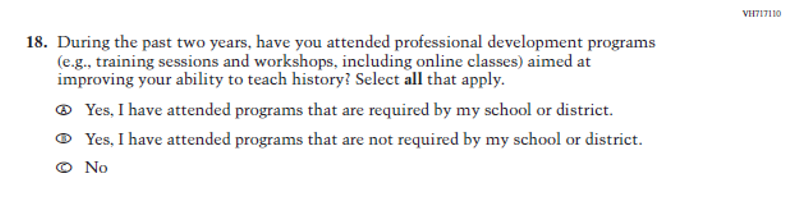 VH717110
18. During the past two years, have you attended professional development programs
(e.g., training sessions and workshops, including online classes) aimed at
improving your ability to teach history? Select all that apply.
Ⓐ Yes, I have attended programs that are required by my school or district.
Ⓑ Yes, I have attended programs that are not required by my school or district.
Ⓒ No